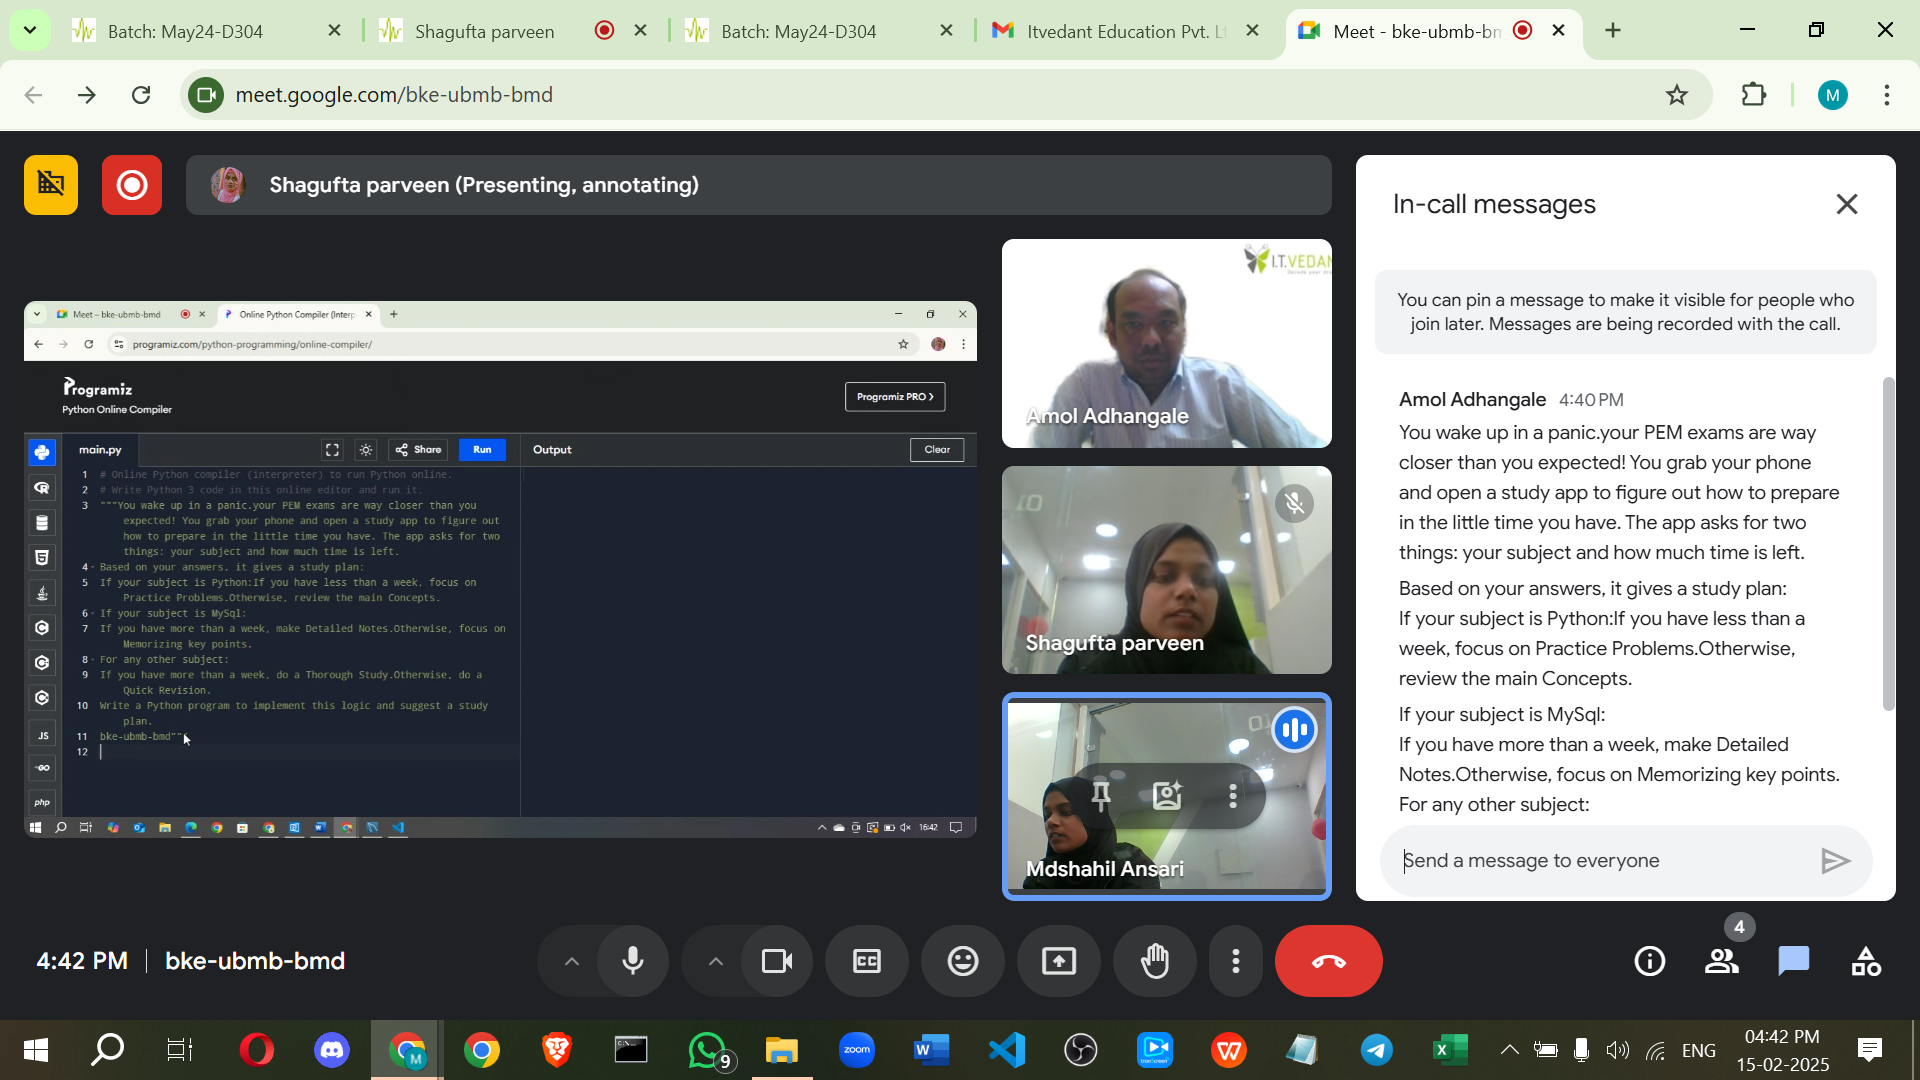 Batch: May24-D304
Shagufta parveen
Batch: May24-D304
Itvedant Education Pvt. Lt
Meet - bke-ubmb-bm
meet.google.com/bke-ubmb-bmd
M
Shagufta parveen (Presenting, annotating)
In-call messages
You can pin a message to make it visible for people who
join later. Messages are being recorded with the call.
Amol Adhangale 4:40 PM
You wake up in a panic.your PEM exams are way
closer than you expected! You grab your phone
and open a study app to figure out how to prepare
in the little time you have. The app asks for two
things: your subject and how much time is left.
Based on your answers, it gives a study plan:
If your subject is Python:If you have less than a
week, focus on Practice Problems.Otherwise,
review the main Concepts.
If your subject is MySql:
If you have more than a week, make Detailed
Notes.Otherwise, focus on Memorizing key points.
For any other subject:
Send a message to everyone
Meet – bke-ubmb-bmd
Online Python Compiler (Interp
programiz.com/python-programming/online-compiler/
Programiz
Python Online Compiler
Programiz PRO >
main.py
Share
Run
Output
Clear
1 # Online Python compiler (interpreter) to run Python online.
2 # Write Python 3 code in this online editor and run it.
3 """You wake up in a panic.your PEM exams are way closer than you
expected! You grab your phone and open a study app to figure out
how to prepare in the little time you have. The app asks for two
things: your subject and how much time is left.
4 Based on your answers, it gives a study plan:
5 If your subject is Python:If you have less than a week, focus on
Practice Problems.Otherwise, review the main Concepts.
6 If your subject is MySql:
7 If you have more than a week, make Detailed Notes.Otherwise, focus on
Memorizing key points.
8 For any other subject:
9 If you have more than a week, do a Thorough Study.Otherwise, do a
Quick Revision.
10 Write a Python program to implement this logic and suggest a study
plan.
11 bke-ubmb-bmd"""
12
JS
GO
php
16:42
I.T.VEDAN
Amol Adhangale
Shagufta parveen
Mdshahil Ansari
4:42 PM
bke-ubmb-bmd
CC
4
M
9
zoom
ENG
04:42 PM
15-02-2025